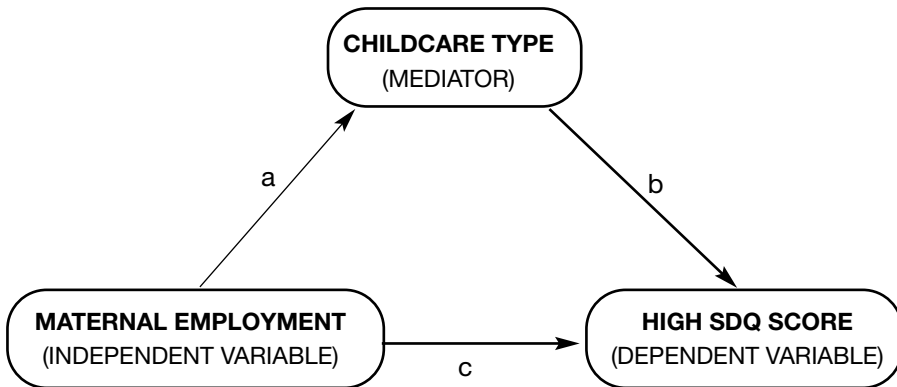 CHILDCARE TYPE
(MEDIATOR)
a
b
MATERNAL EMPLOYMENT
(INDEPENDENT VARIABLE)
c
HIGH SDQ SCORE
(DEPENDENT VARIABLE)